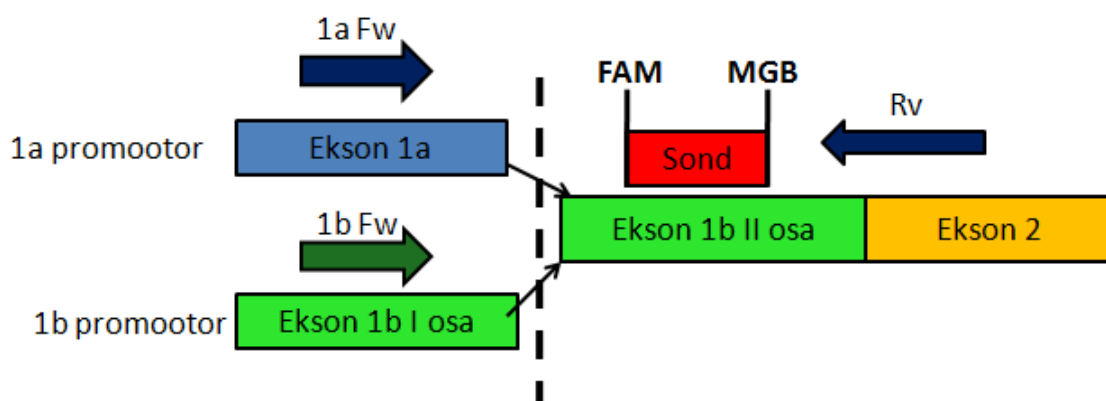 1a Fw
FAM MGB
Rv
1a promootor
Ekson 1a
Sond
1b Fw
Ekson 1b II osa
Ekson 2
1b promootor
Ekson 1b I osa